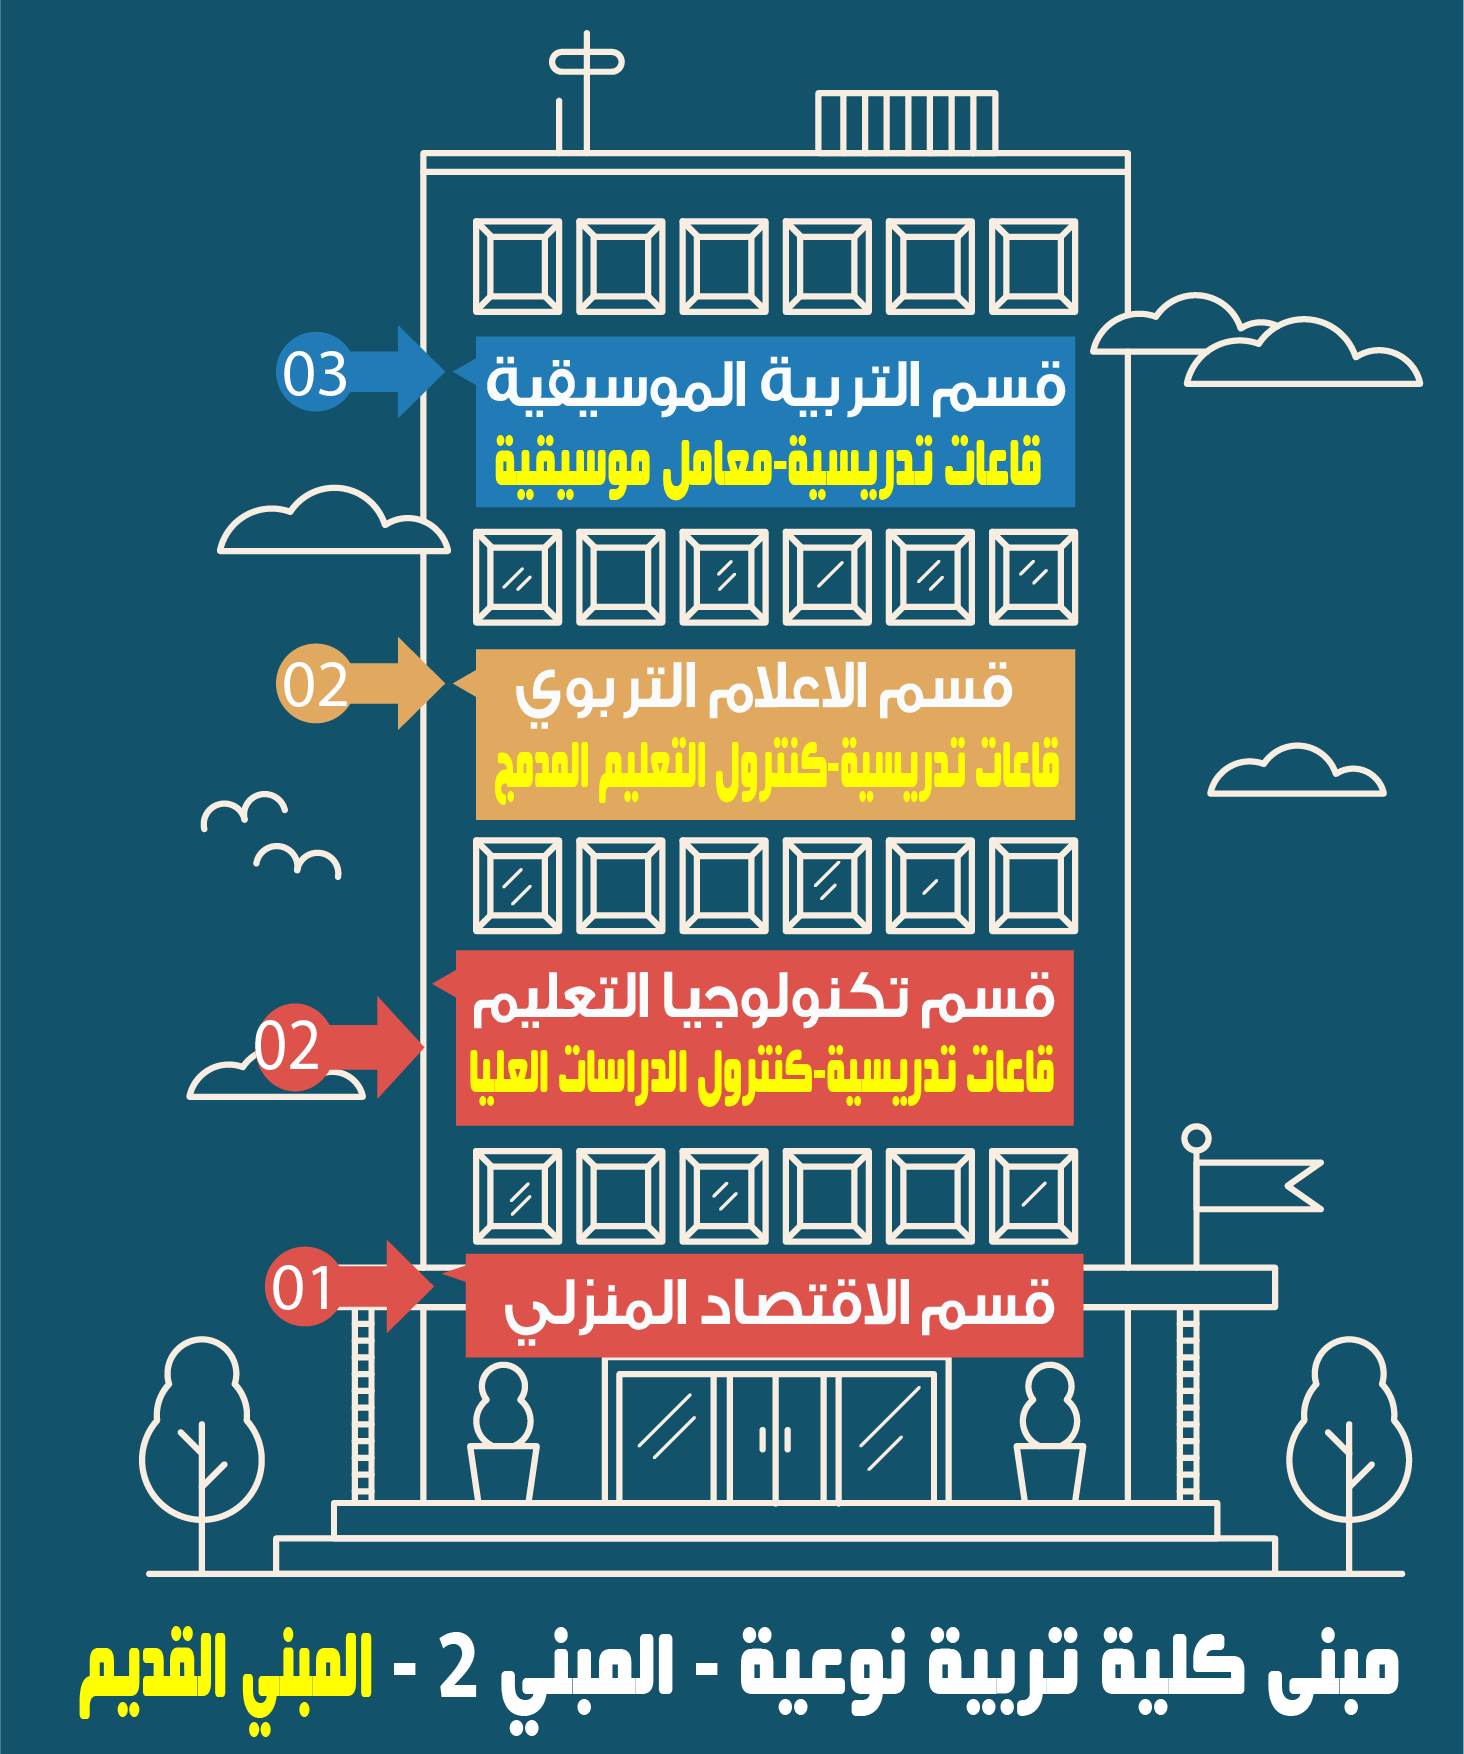 03
قسم التربية الموسيقية
قاعات تدريسية-معامل موسيقية
02
قسم الاعلام التربوي
قاعات تدريسية-كنترول التعليم المدمج
02
قسم تكنولوجيا التعليم
قاعات تدريسية-كنترول الدراسات العليا
01
قسم الاقتصاد المنزلي
مبنى كلية تربية نوعية - المبني 2 - المبني القديم